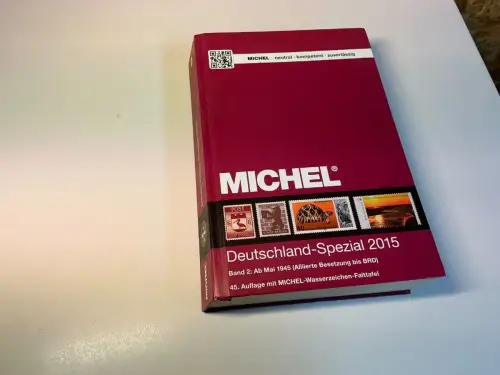 MICHEL · neutral · kompetent · zuverlässig
MICHEL®
POST
Deutschland-Spezial 2015
Band 2: Ab Mai 1945 (Alliierte Besetzung bis BRD)
45. Auflage mit MICHEL-Wasserzeichen-Falttafel